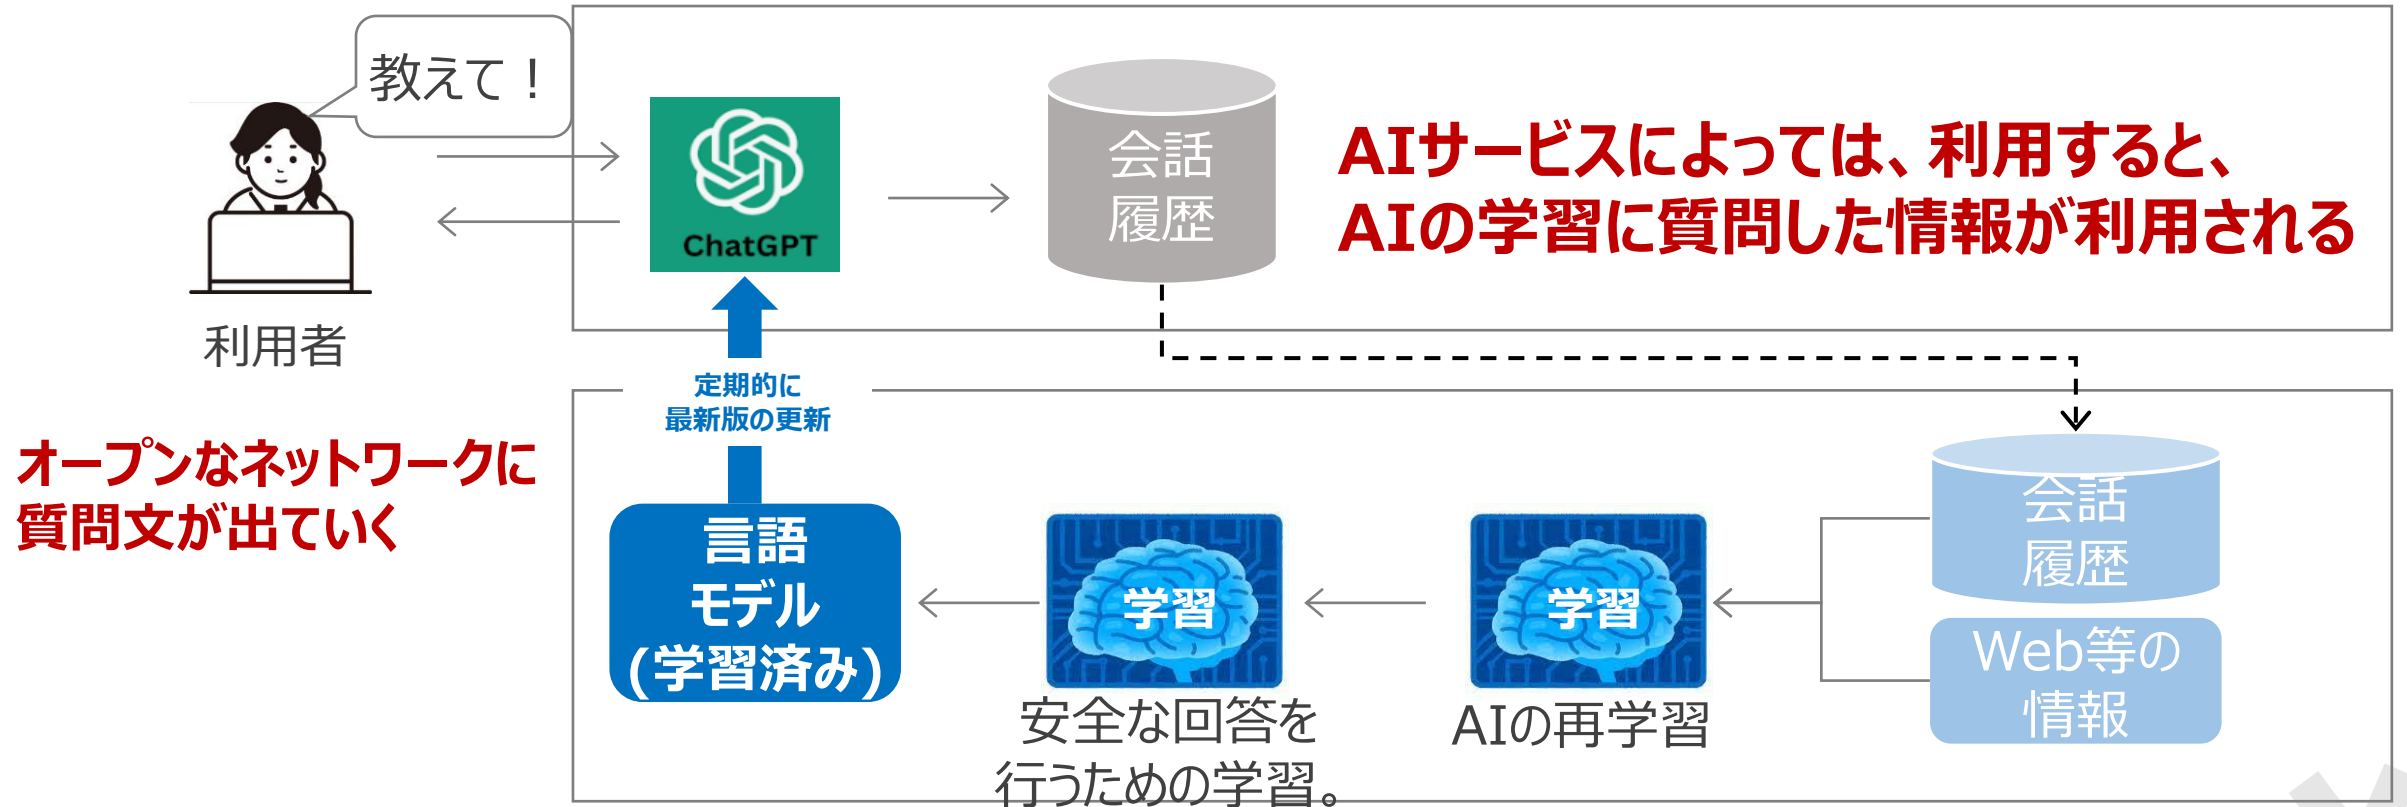 教えて！
ChatGPT
会話
履歴
AIサービスによっては、利用すると、
AIの学習に質問した情報が利用される
利用者
定期的に
最新版の更新
オープンなネットワークに
質問文が出ていく
言語
モデル
(学習済み)
学習
安全な回答を
行うための学習。
学習
AIの再学習
会話
履歴
Web等の
情報